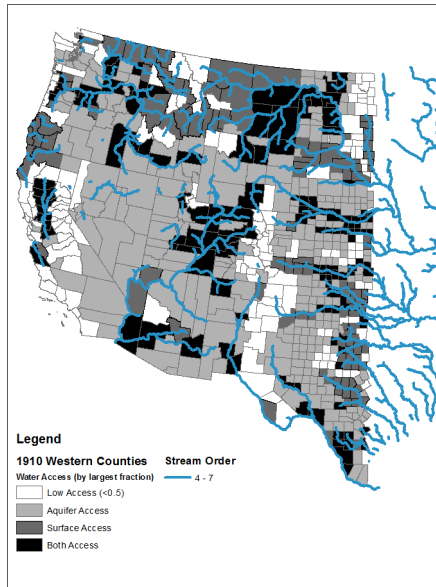 Legend
1910 Western Counties Stream Order
Water Access (by largest fraction) 4 - 7
Low Access (<0.5)
Aquifer Access
Surface Access
Both Access